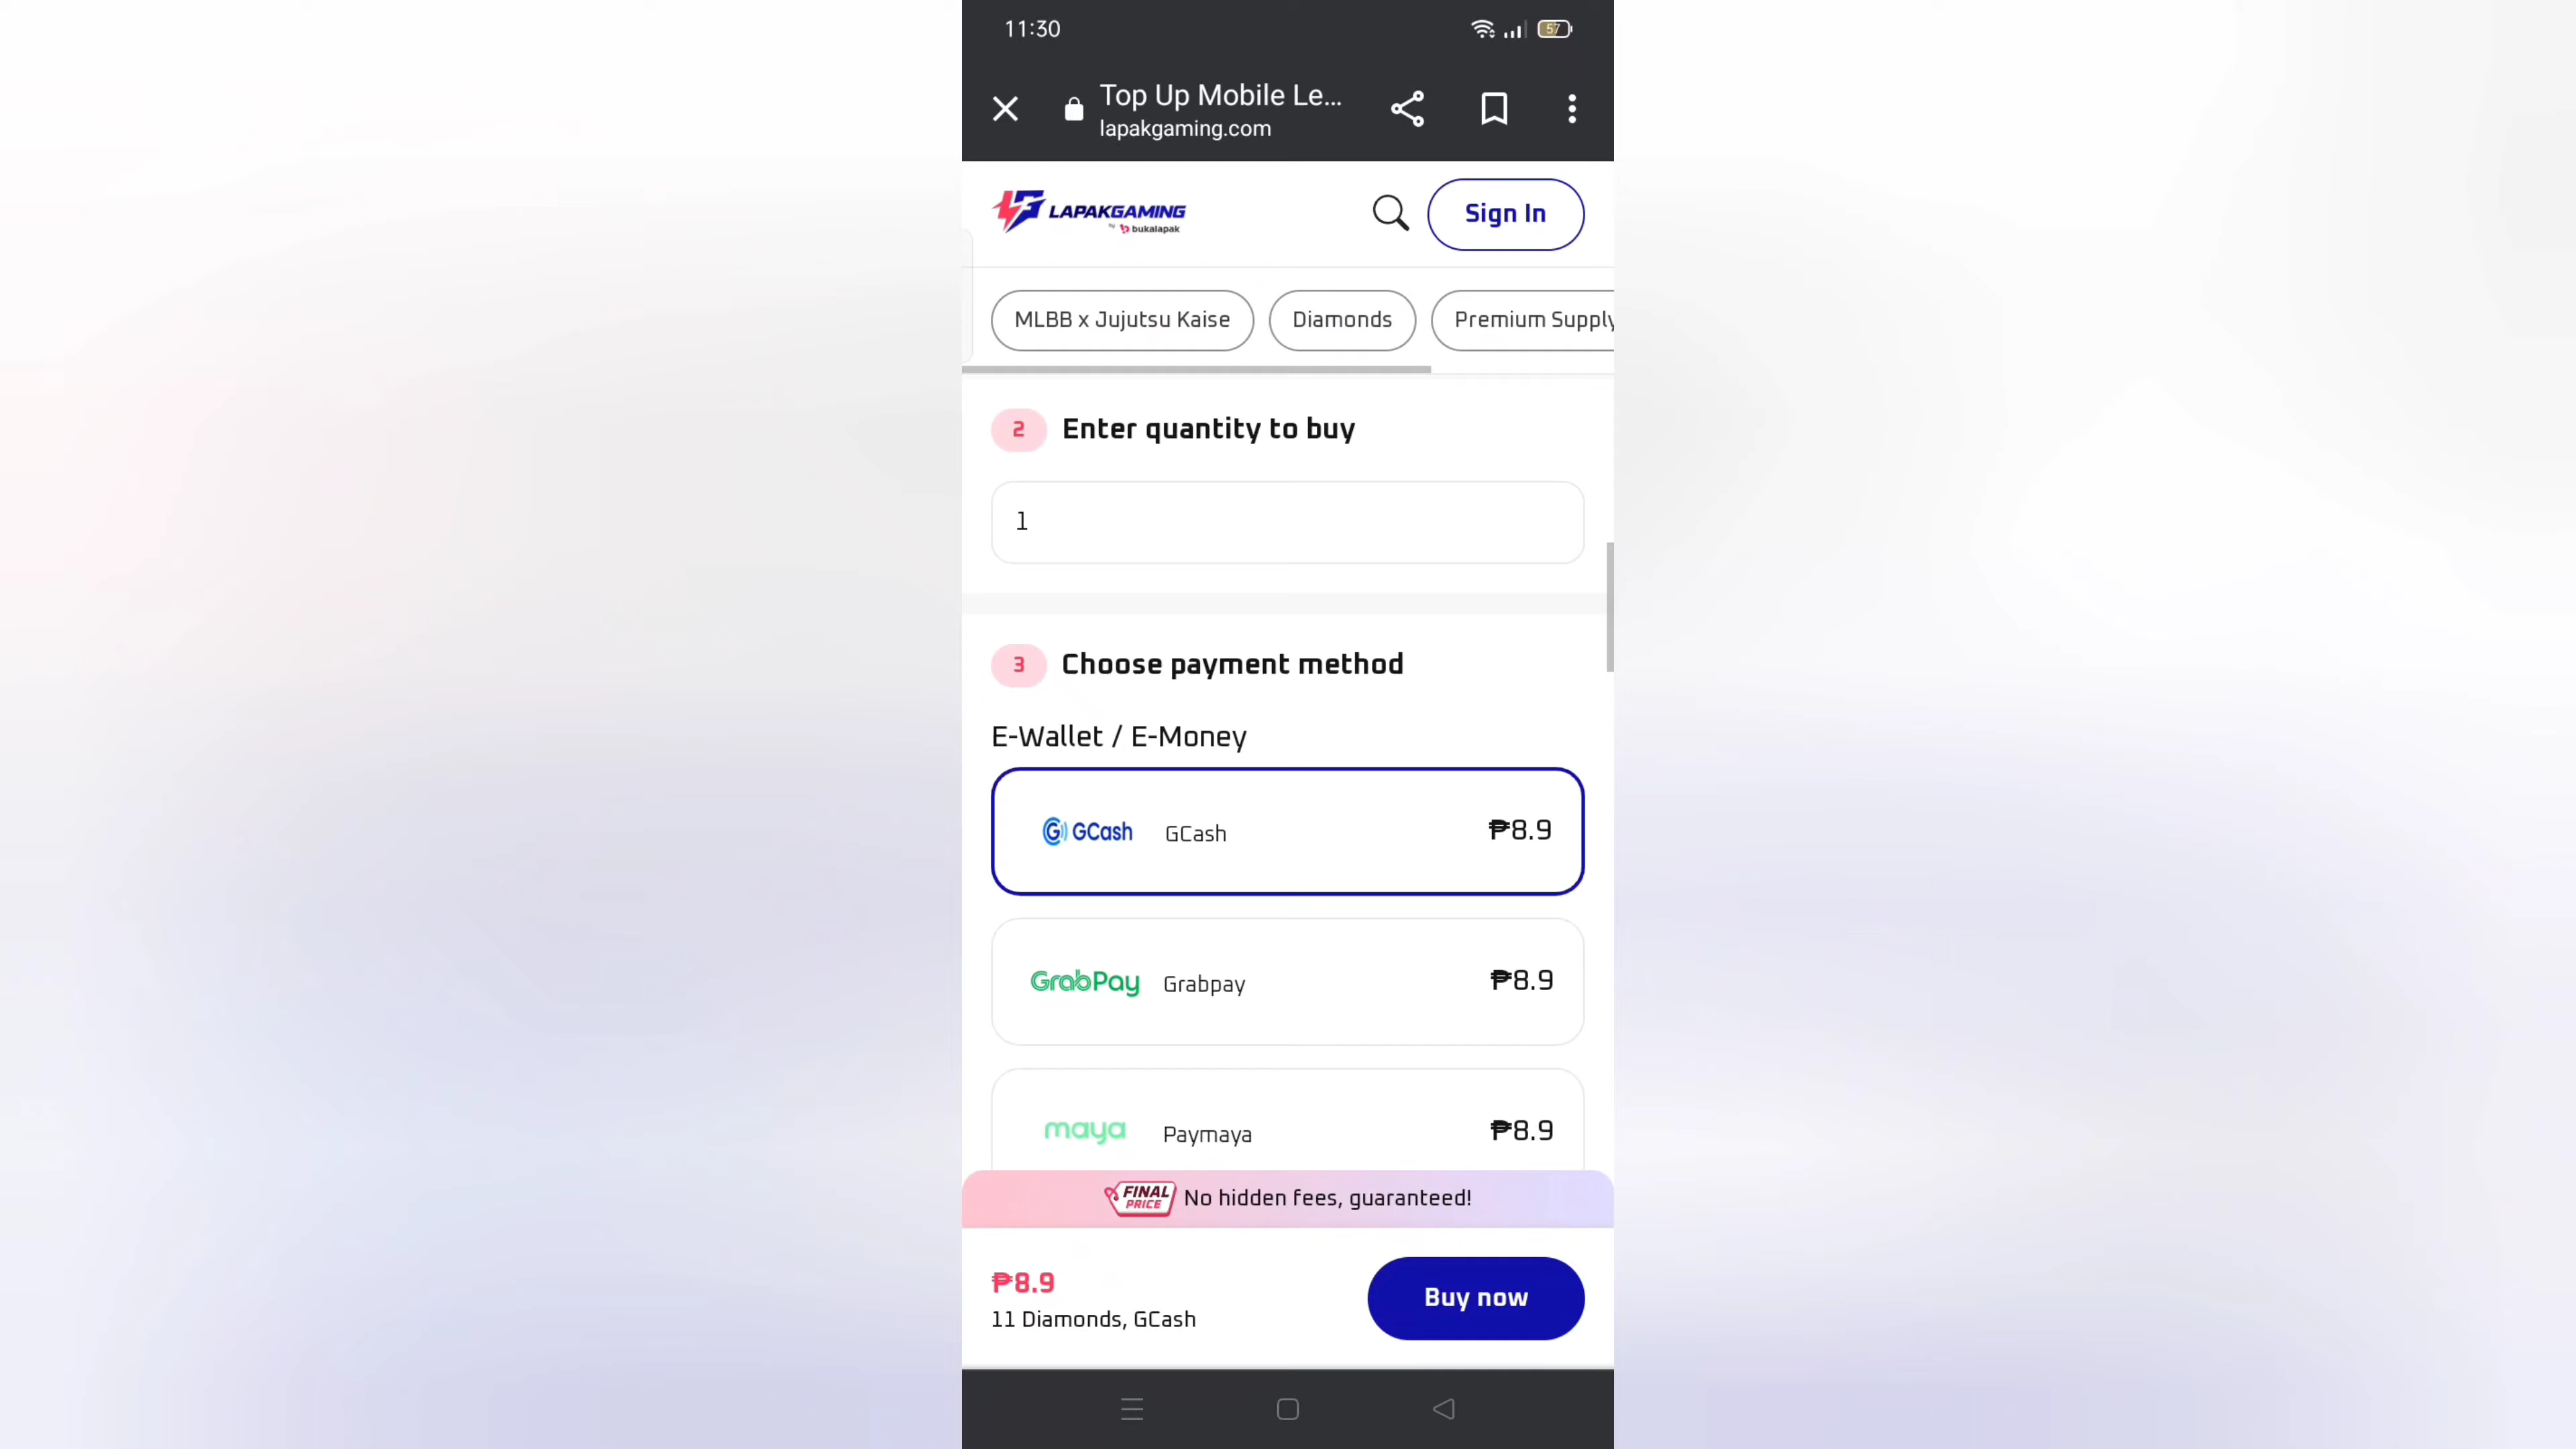 11:30
57
Top Up Mobile Le...
lapakgaming.com
LAPAKGAMING
by bukalapak
Sign In
MLBB x Jujutsu Kaise
Diamonds
Premium Supply
2 Enter quantity to buy
1
3 Choose payment method
E-Wallet / E-Money
GCash GCash ₱8.9
GrabPay Grabpay ₱8.9
maya Paymaya ₱8.9
FINAL PRICE No hidden fees, guaranteed!
₱8.9
11 Diamonds, GCash
Buy now